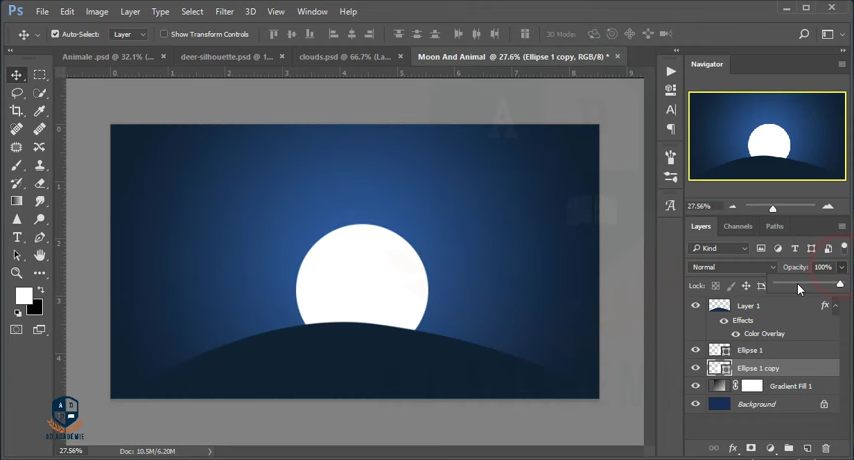 Ps File Edit Image Layer Type Select Filter 3D View Window Help
Auto-Select: Layer Show Transform Controls 3D Mode:
Animale.psd @ 33.1% (... × deer-silhouette.psd @ 3... × clouds.psd @ 66.7% (La... × Moon And Animal @ 27.6% (Ellipse 1 copy, RGB/8) * ×
Navigator
27.56%
Layers Channels Paths
Kind
Normal Opacity: 100%
Lock:
Layer 1 fx
Effects
Color Overlay
Ellipse 1
Ellipse 1 copy
Gradient Fill 1
Background
27.56% Doc: 10.5M/6.20M